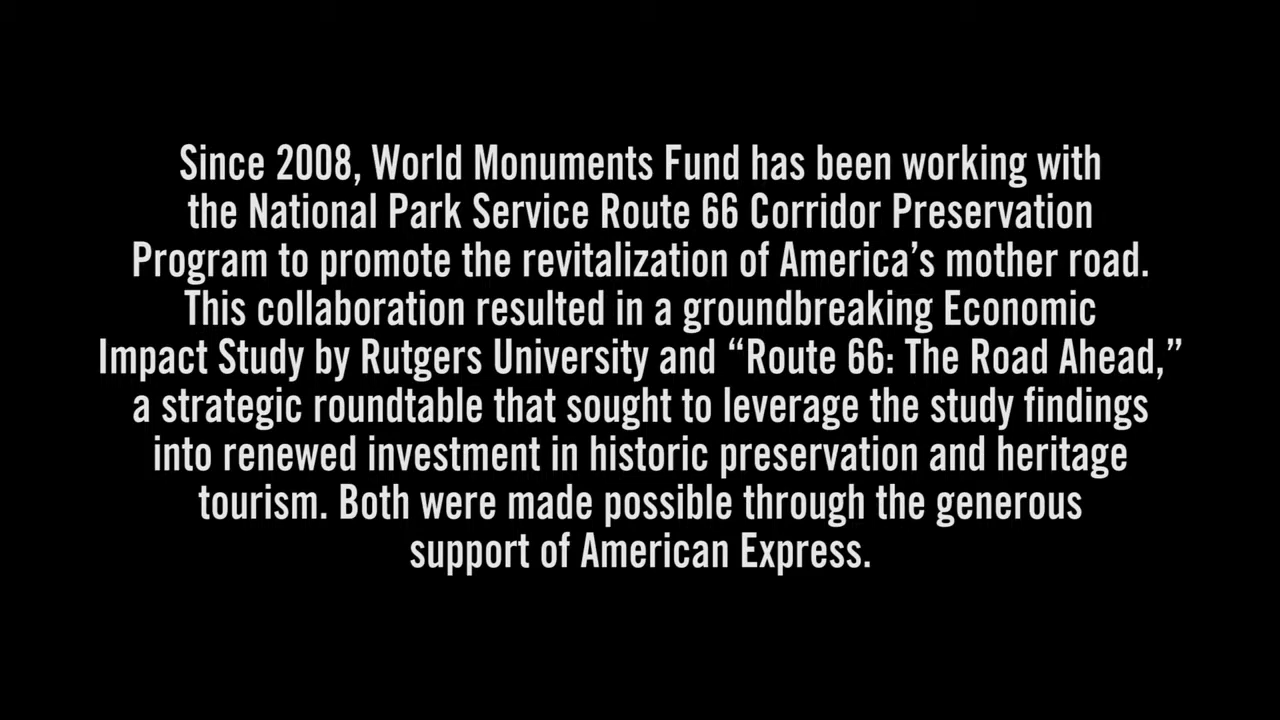 Since 2008, World Monuments Fund has been working with
the National Park Service Route 66 Corridor Preservation
Program to promote the revitalization of America’s mother road.
This collaboration resulted in a groundbreaking Economic
Impact Study by Rutgers University and “Route 66: The Road Ahead,”
a strategic roundtable that sought to leverage the study findings
into renewed investment in historic preservation and heritage
tourism. Both were made possible through the generous
support of American Express.